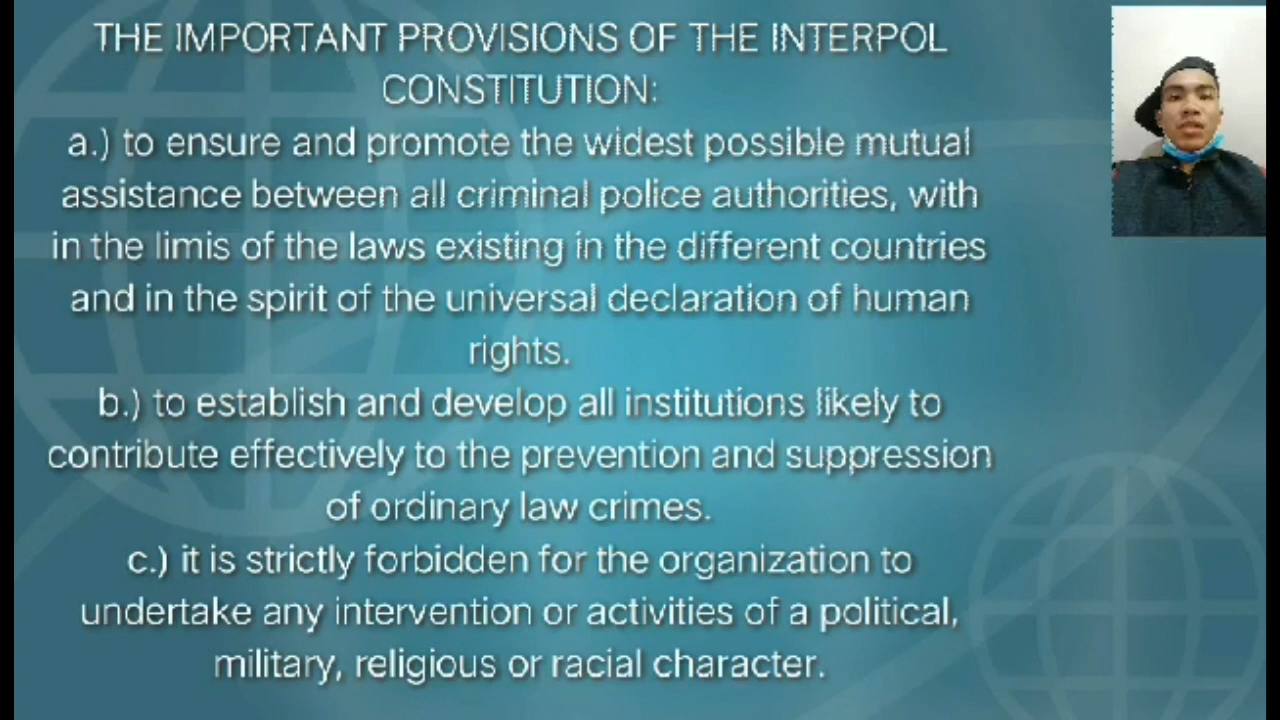 THE IMPORTANT PROVISIONS OF THE INTERPOL
CONSTITUTION:
a.) to ensure and promote the widest possible mutual
assistance between all criminal police authorities, with
in the limis of the laws existing in the different countries
and in the spirit of the universal declaration of human
rights.
b.) to establish and develop all institutions likely to
contribute effectively to the prevention and suppression
of ordinary law crimes.
c.) it is strictly forbidden for the organization to
undertake any intervention or activities of a political,
military, religious or racial character.